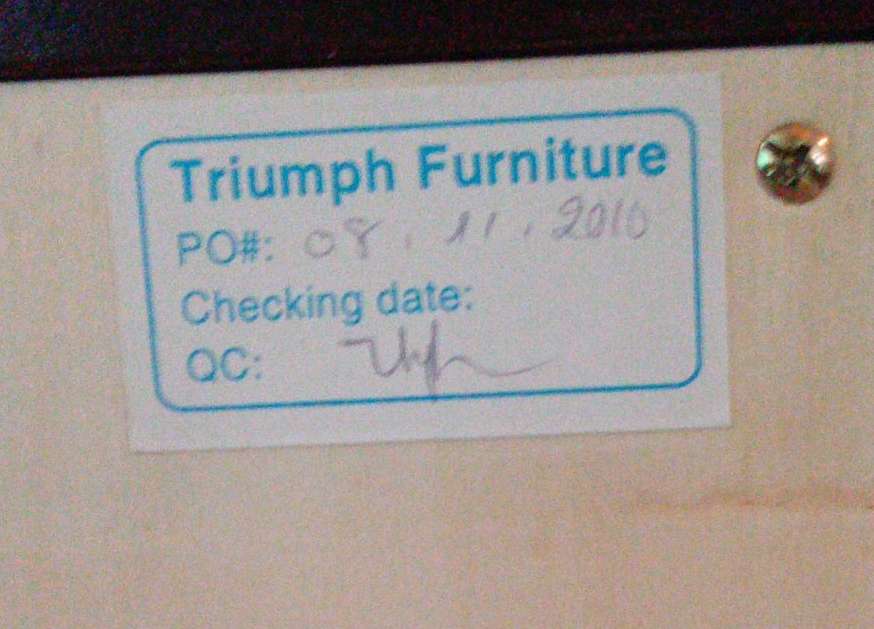 Triumph Furniture
PO#: 08.11.2010
Checking date:
QC: